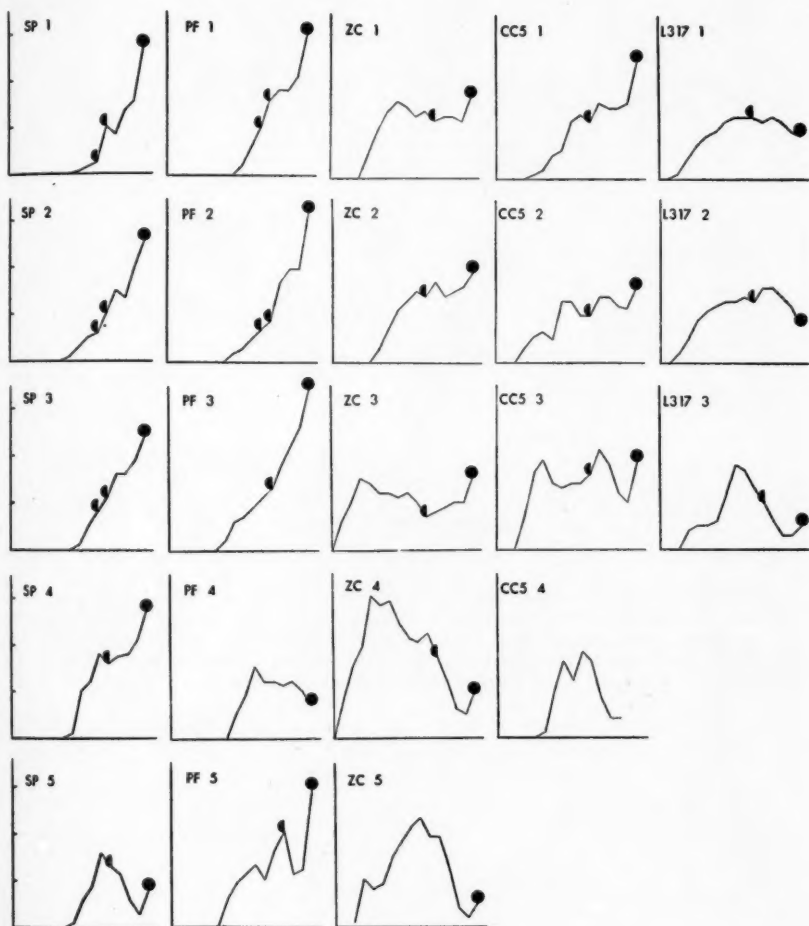 SP 1 PF 1 ZC 1 CC5 1 L317 1
SP 2 PF 2 ZC 2 CC5 2 L317 2
SP 3 PF 3 ZC 3 CC5 3 L317 3
SP 4 PF 4 ZC 4 CC5 4
SP 5 PF 5 ZC 5